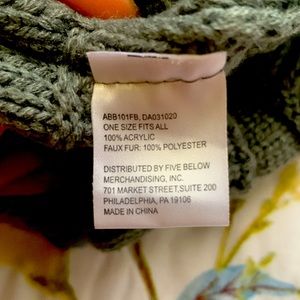 ABB101FB, DA031020
ONE SIZE FITS ALL
100% ACRYLIC
FAUX FUR: 100% POLYESTER
DISTRIBUTED BY FIVE BELOW
MERCHANDISING, INC.
701 MARKET STREET,SUITE 200
PHILADELPHIA, PA 19106
MADE IN CHINA